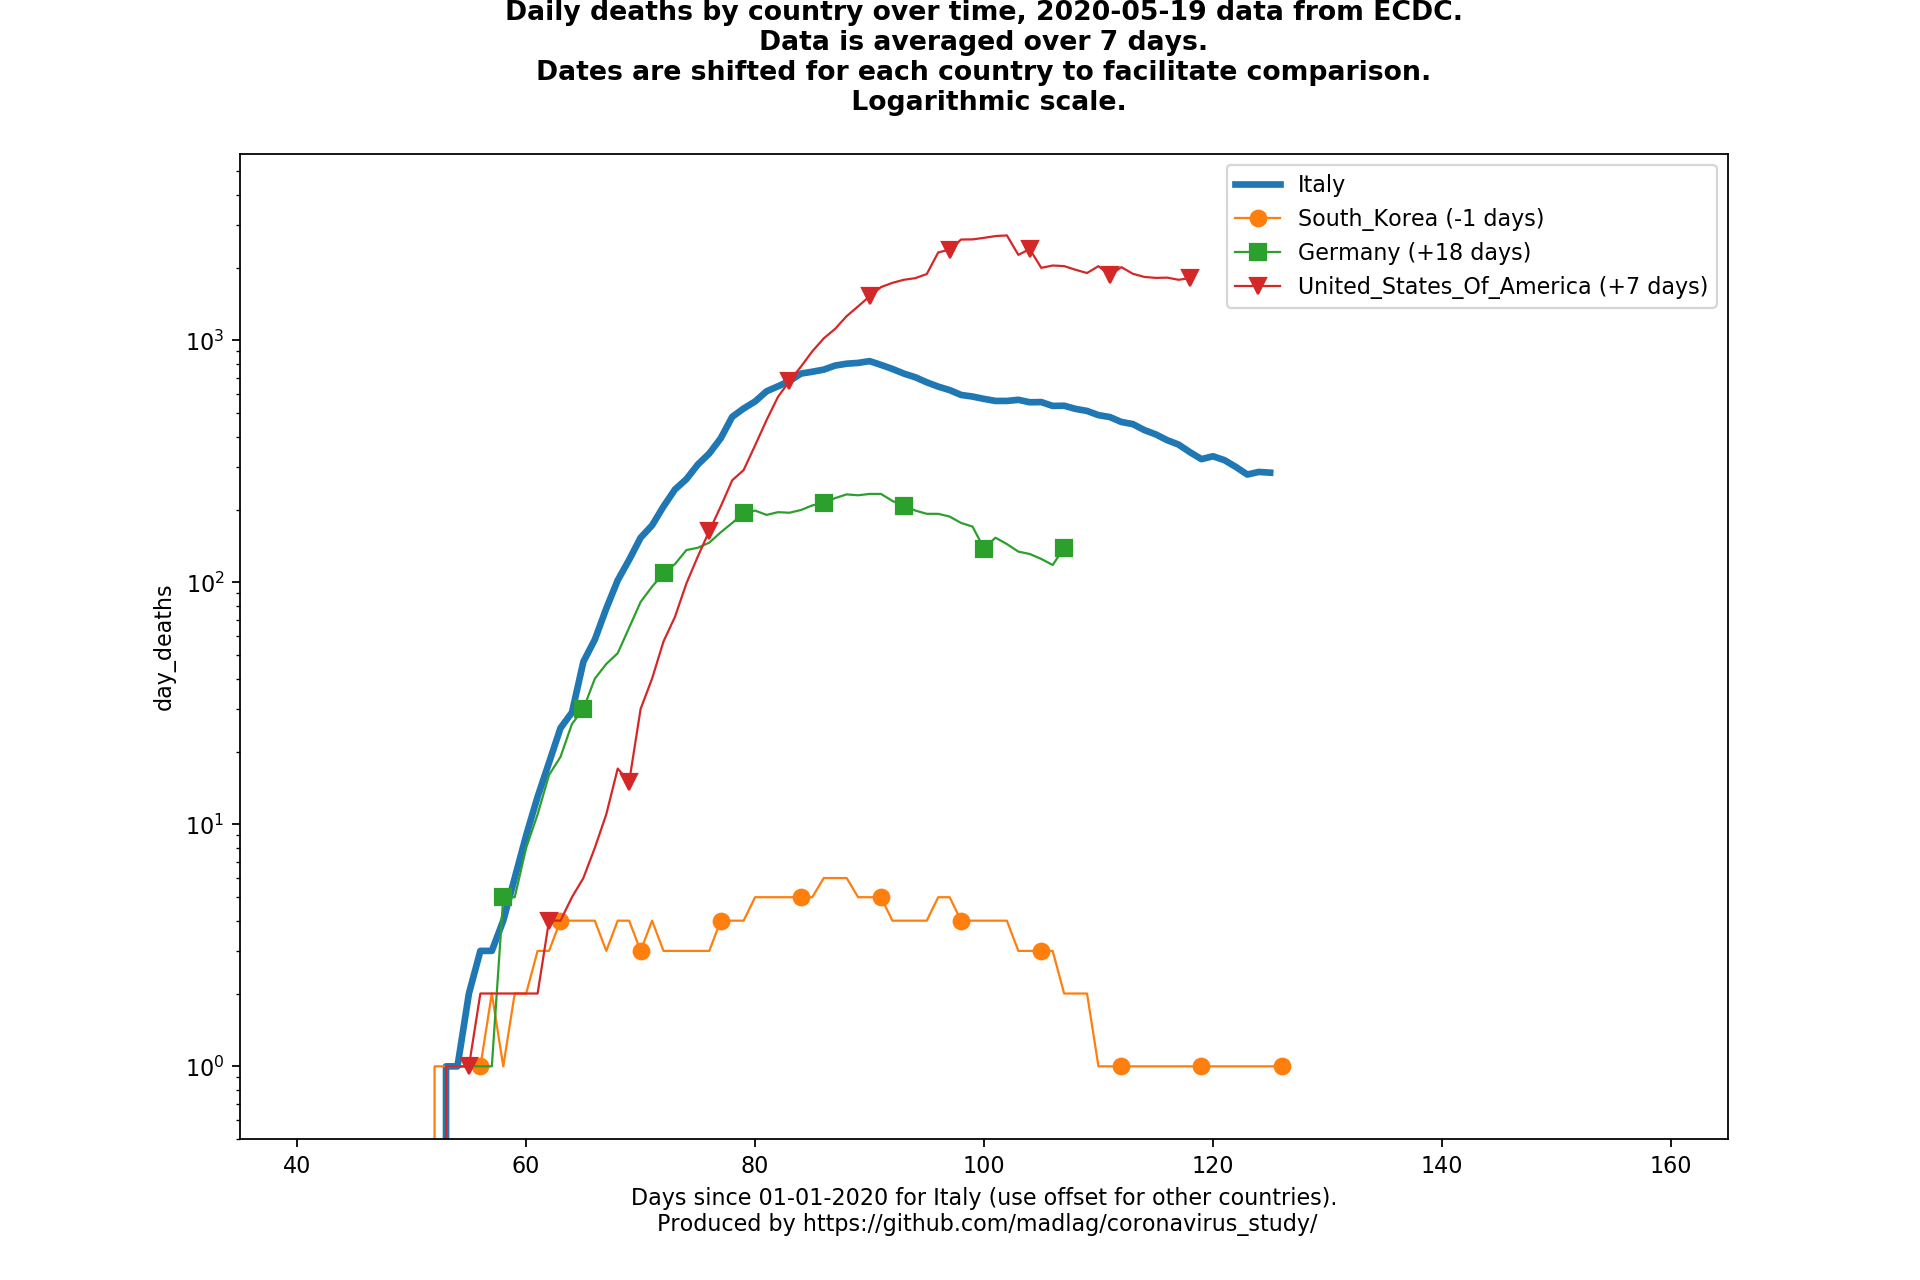 Daily deaths by country over time, 2020-05-19 data from ECDC.
Data is averaged over 7 days.
Dates are shifted for each country to facilitate comparison.
Logarithmic scale.
Italy
South_Korea (-1 days)
Germany (+18 days)
United_States_Of_America (+7 days)
10³
10²
10¹
10⁰
day_deaths
40 60 80 100 120 140 160
Days since 01-01-2020 for Italy (use offset for other countries).
Produced by https://github.com/madlag/coronavirus_study/